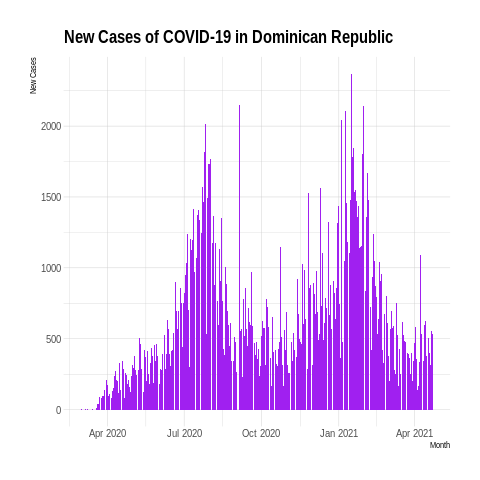 New Cases of COVID-19 in Dominican Republic
New Cases
2000
1500
1000
500
0
Apr 2020 Jul 2020 Oct 2020 Jan 2021 Apr 2021
Month